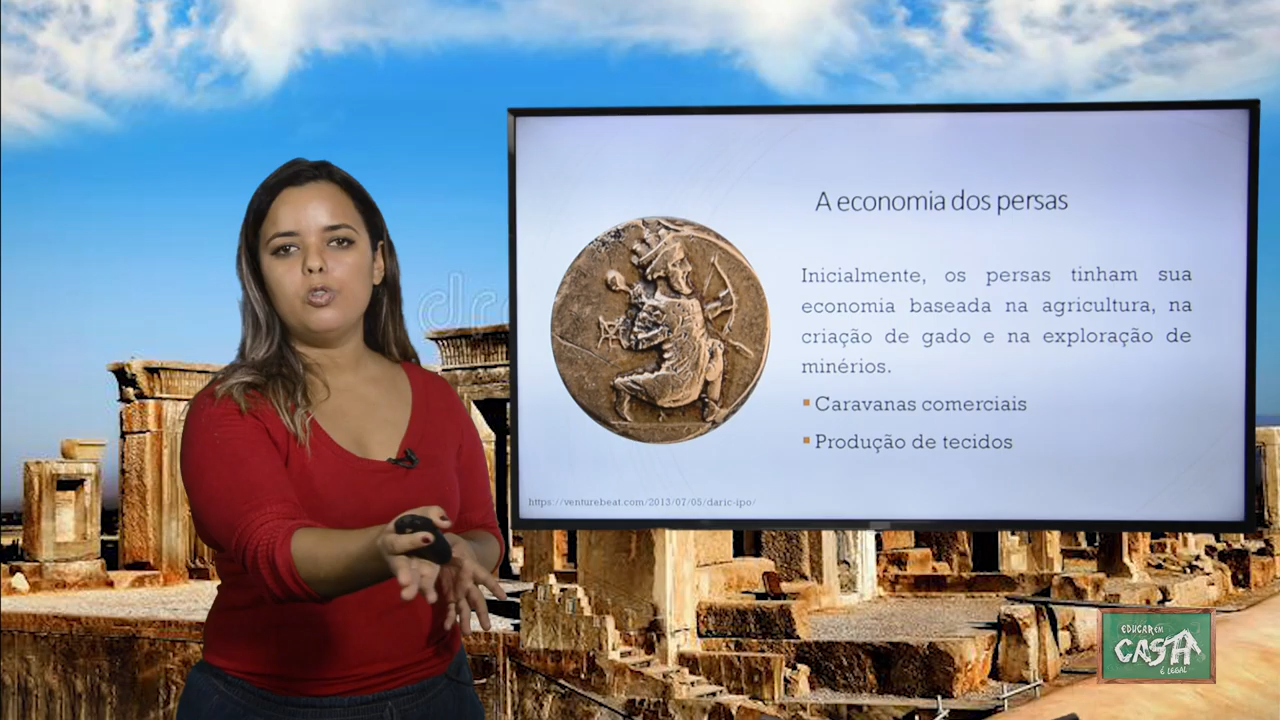 A economia dos persas
Inicialmente, os persas tinham sua
economia baseada na agricultura, na
criação de gado e na exploração de
minérios.
Caravanas comerciais
Produção de tecidos
https://venturebeat.com/2013/07/05/daric-ipo/
EDUCAR EM
CASA
É LEGAL